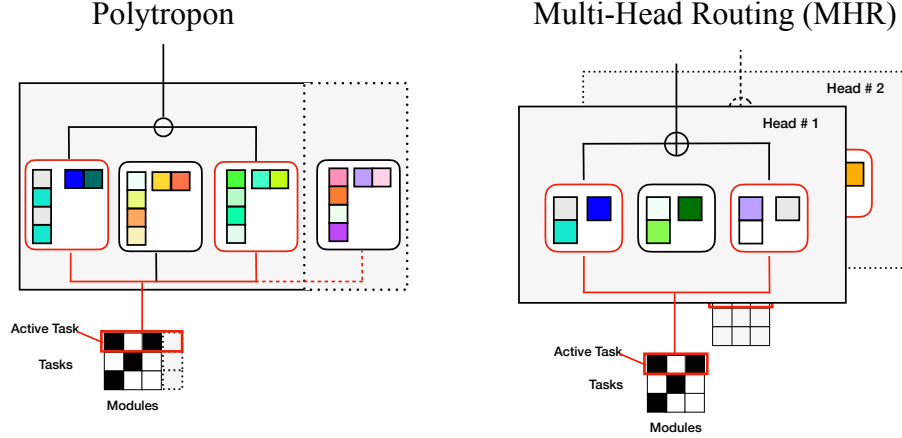 Polytropon
Active Task
Tasks
Modules
Multi-Head Routing (MHR)
Head # 2
Head # 1
Active Task
Tasks
Modules